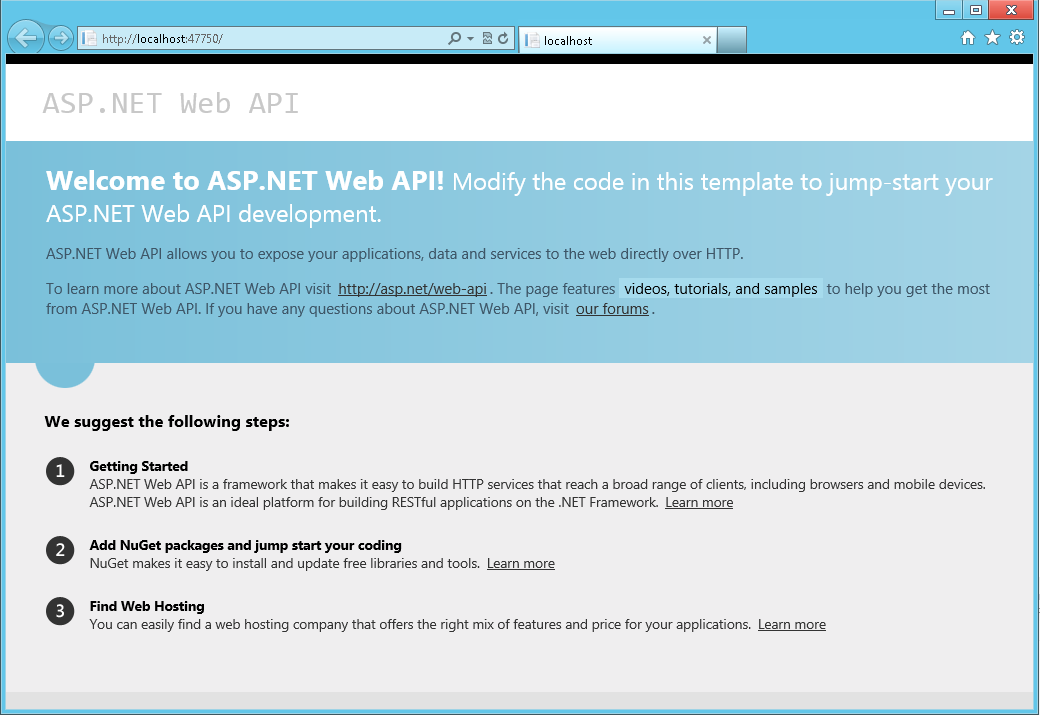 http://localhost:47750/
localhost
ASP.NET Web API
Welcome to ASP.NET Web API! Modify the code in this template to jump-start your
ASP.NET Web API development.
ASP.NET Web API allows you to expose your applications, data and services to the web directly over HTTP.
To learn more about ASP.NET Web API visit http://asp.net/web-api. The page features videos, tutorials, and samples to help you get the most
from ASP.NET Web API. If you have any questions about ASP.NET Web API, visit our forums.
We suggest the following steps:
1 Getting Started
ASP.NET Web API is a framework that makes it easy to build HTTP services that reach a broad range of clients, including browsers and mobile devices.
ASP.NET Web API is an ideal platform for building RESTful applications on the .NET Framework. Learn more
2 Add NuGet packages and jump start your coding
NuGet makes it easy to install and update free libraries and tools. Learn more
3 Find Web Hosting
You can easily find a web hosting company that offers the right mix of features and price for your applications. Learn more